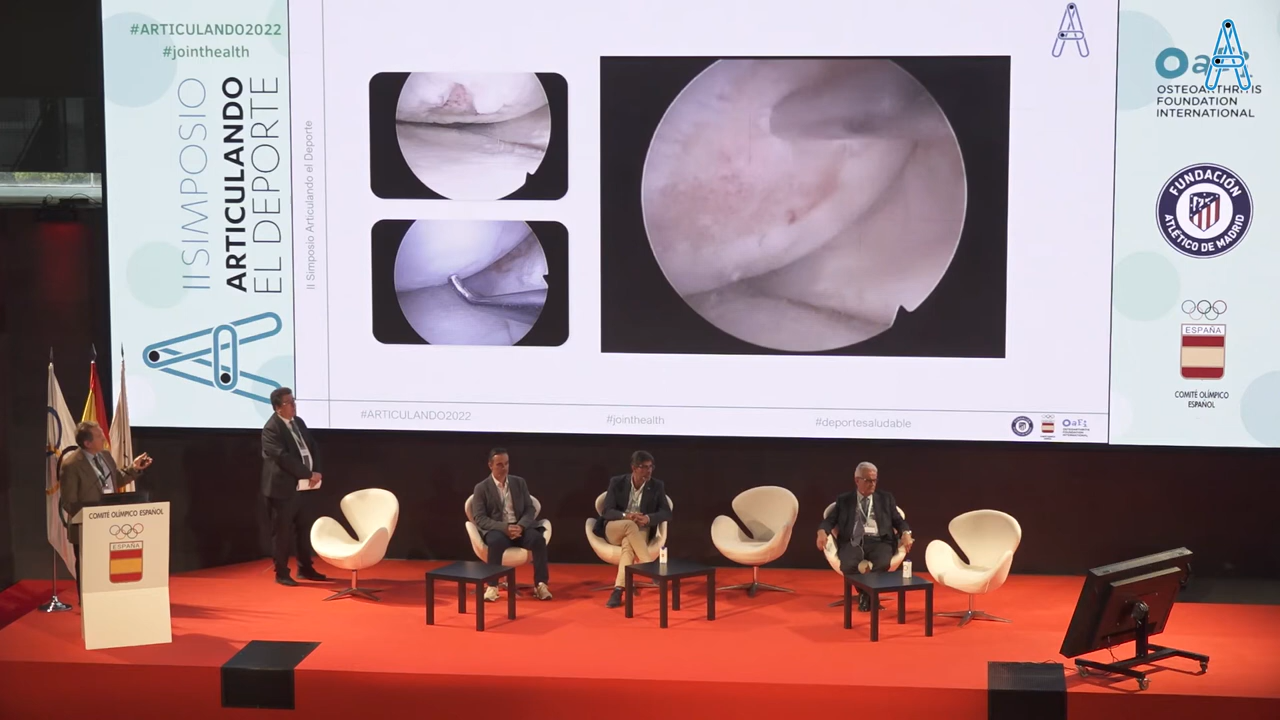 #ARTICULANDO2022
#jointhealth
II SIMPOSIO
ARTICULANDO
EL DEPORTE
II Simposio Articulando el Deporte
#ARTICULANDO2022
#jointhealth
#deportesaludable
OSTEOARTHRITIS
FOUNDATION
INTERNATIONAL
FUNDACIÓN
ATLÉTICO DE MADRID
ESPAÑA
COMITÉ OLÍMPICO
ESPAÑOL
COMITÉ OLÍMPICO ESPAÑOL
ESPAÑA